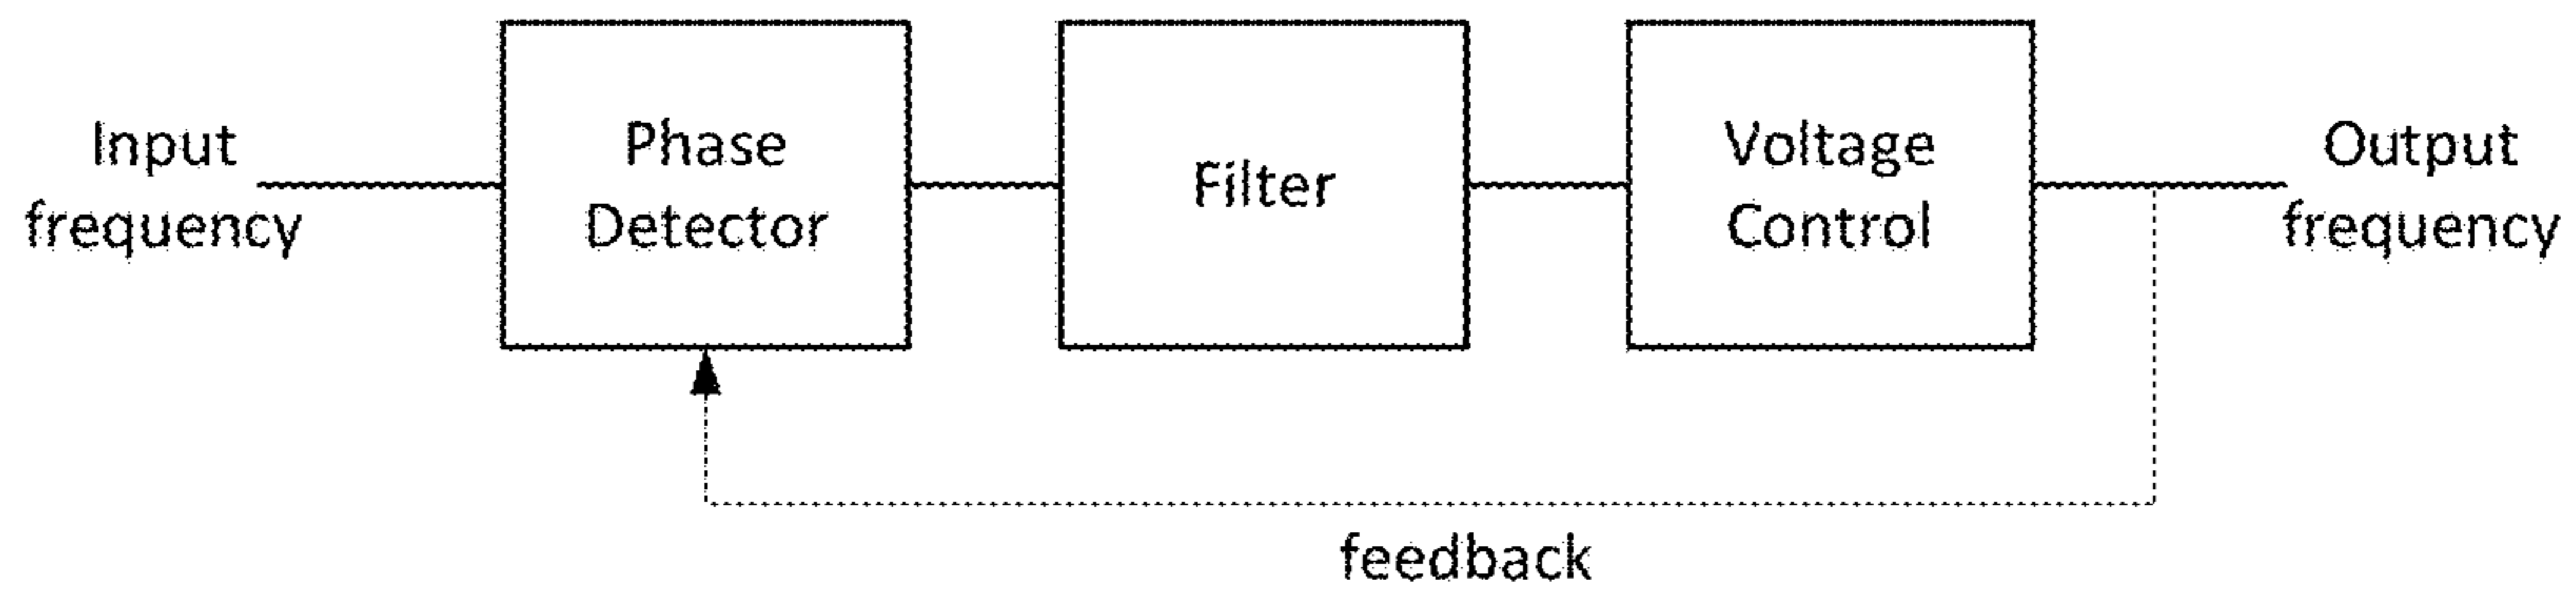 Input
frequency
Phase
Detector
Filter
Voltage
Control
Output
frequency
feedback